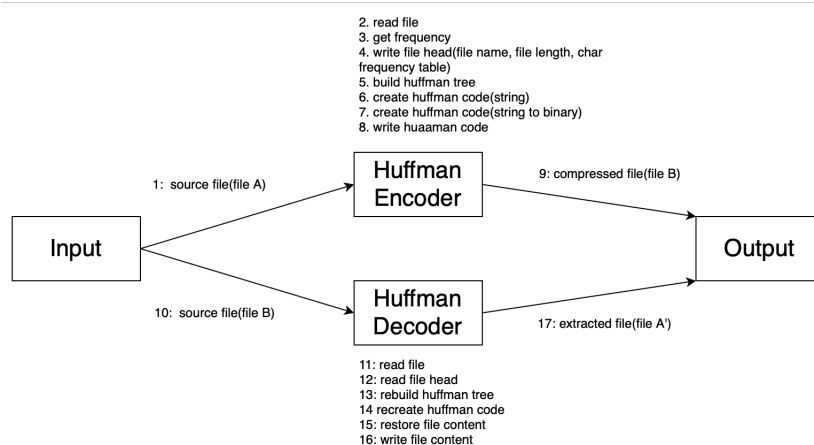 2. read file
3. get frequency
4. write file head(file name, file length, char
frequency table)
5. build huffman tree
6. create huffman code(string)
7. create huffman code(string to binary)
8. write huaaman code
Huffman
Encoder
1:  source file(file A)
9: compressed file(file B)
Input
Output
Huffman
Decoder
10:  source file(file B)
17: extracted file(file A')
11: read file
12: read file head
13: rebuild huffman tree
14 recreate huffman code
15: restore file content
16: write file content